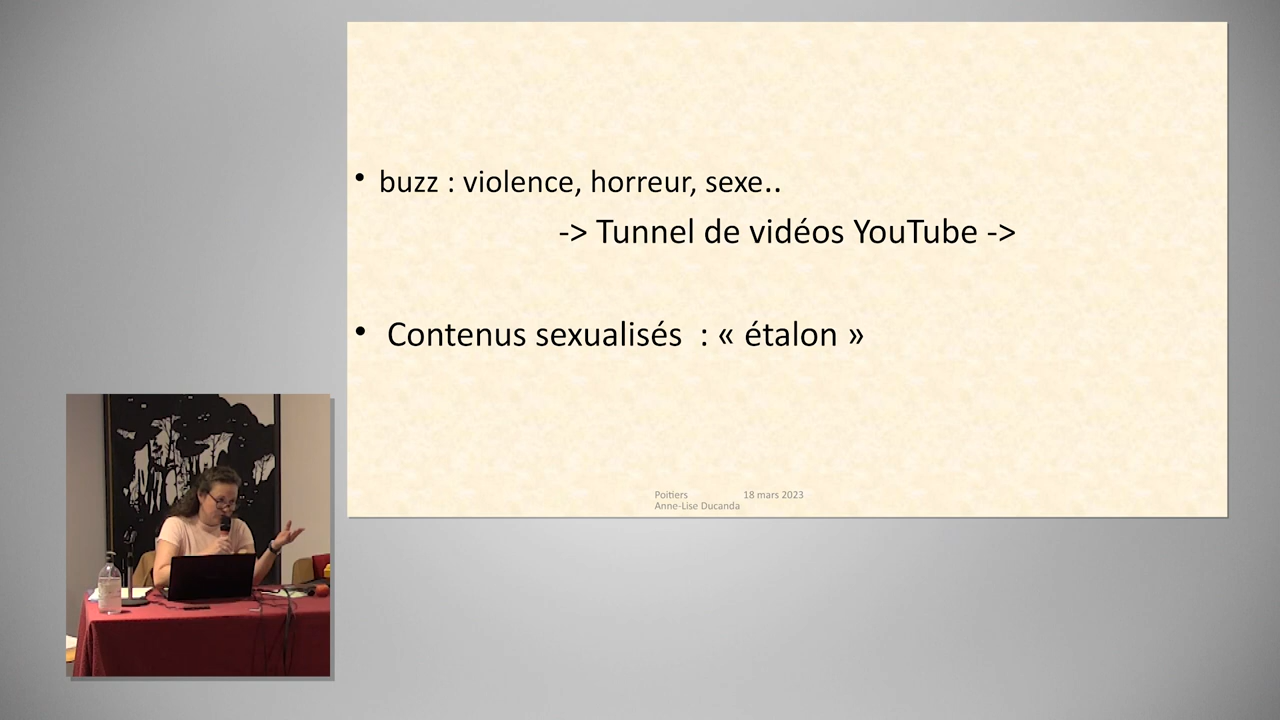 • buzz : violence, horreur, sexe..
-> Tunnel de vidéos YouTube ->
• Contenus sexualisés : « étalon »
Poitiers 18 mars 2023
Anne-Lise Ducanda